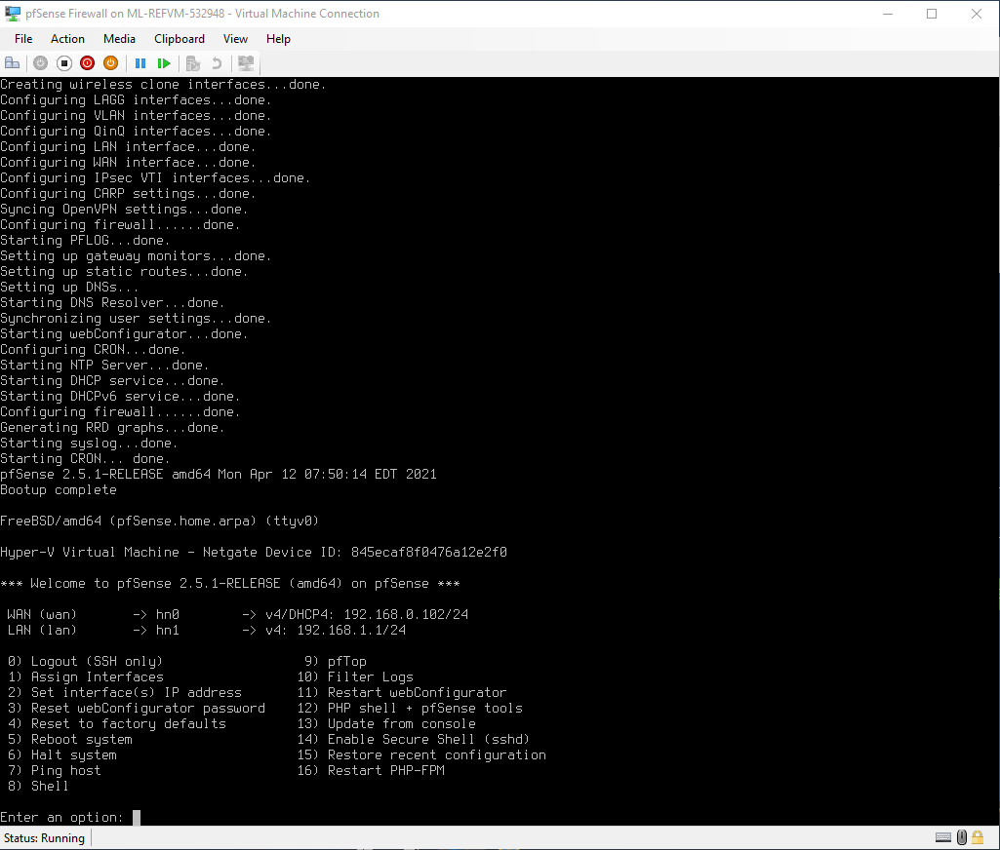 pfSense Firewall on ML-REFVM-532948 - Virtual Machine Connection
File Action Media Clipboard View Help
Creating wireless clone interfaces...done.
Configuring LAGG interfaces...done.
Configuring VLAN interfaces...done.
Configuring QinQ interfaces...done.
Configuring LAN interface...done.
Configuring WAN interface...done.
Configuring IPsec VTI interfaces...done.
Configuring CARP settings...done.
Syncing OpenVPN settings...done.
Configuring firewall......done.
Starting PFLOG...done.
Setting up gateway monitors...done.
Setting up static routes...done.
Setting up DNSs...
Starting DNS Resolver...done.
Synchronizing user settings...done.
Starting webConfigurator...done.
Configuring CRON...done.
Starting NTP Server...done.
Starting DHCP service...done.
Starting DHCPv6 service...done.
Configuring firewall......done.
Generating RRD graphs...done.
Starting syslog...done.
Starting CRON... done.
pfSense 2.5.1-RELEASE amd64 Mon Apr 12 07:50:14 EDT 2021
Bootup complete
FreeBSD/amd64 (pfSense.home.arpa) (ttyv0)
Hyper-V Virtual Machine - Netgate Device ID: 845ecaf8f0476a12e2f0
*** Welcome to pfSense 2.5.1-RELEASE (amd64) on pfSense ***
WAN (wan) -> hn0 -> v4/DHCP4: 192.168.0.102/24
LAN (lan) -> hn1 -> v4: 192.168.1.1/24
0) Logout (SSH only) 9) pfTop
1) Assign Interfaces 10) Filter Logs
2) Set interface(s) IP address 11) Restart webConfigurator
3) Reset webConfigurator password 12) PHP shell + pfSense tools
4) Reset to factory defaults 13) Update from console
5) Reboot system 14) Enable Secure Shell (sshd)
6) Halt system 15) Restore recent configuration
7) Ping host 16) Restart PHP-FPM
8) Shell
Enter an option:
Status: Running